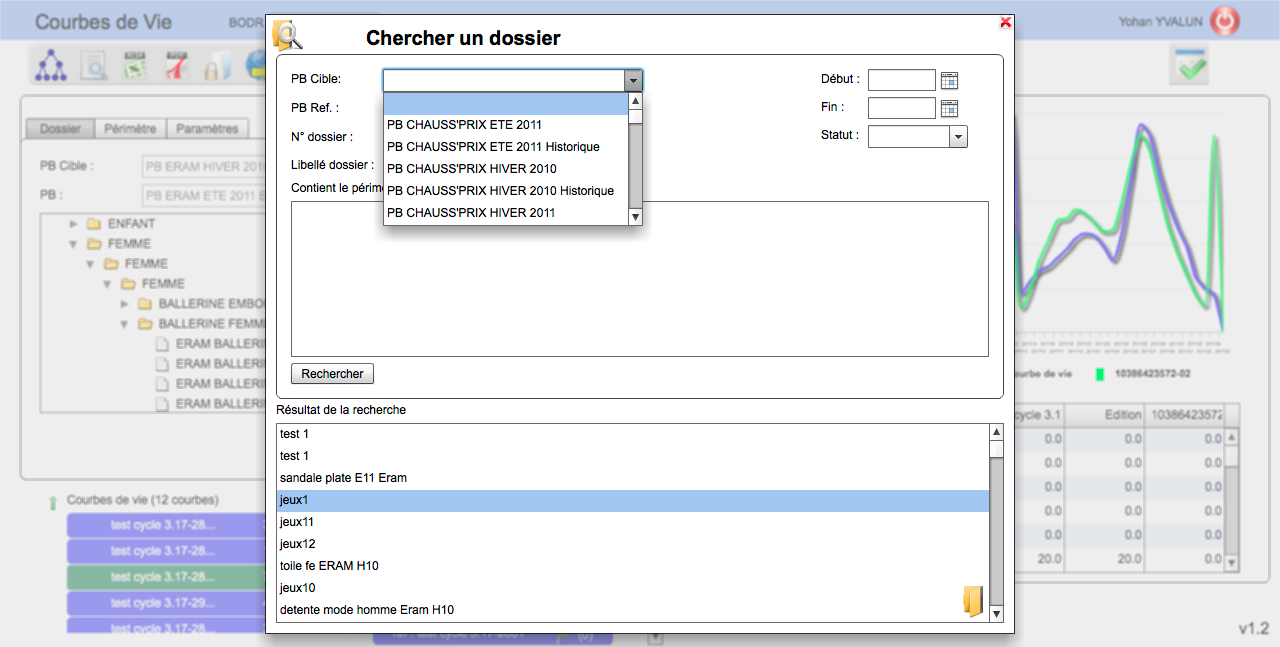 Courbes de Vie
BODR
Yohan YVALUN
Chercher un dossier
PB Cible:
PB Ref. :
N° dossier :
Libellé dossier :
Contient le périm
PB CHAUSS'PRIX ETE 2011
PB CHAUSS'PRIX ETE 2011 Historique
PB CHAUSS'PRIX HIVER 2010
PB CHAUSS'PRIX HIVER 2010 Historique
PB CHAUSS'PRIX HIVER 2011
Début :
Fin :
Statut :
Rechercher
Résultat de la recherche
test 1
test 1
sandale plate E11 Eram
jeux1
jeux11
jeux12
toile fe ERAM H10
jeux10
detente mode homme Eram H10
Dossier Périmètre Paramètres
PB Cible : PB ERAM HIVER 2010
PB : PB ERAM ETE 2011 E
ENFANT
FEMME
FEMME
FEMME
BALLERINE EMBO
BALLERINE FEMM
ERAM BALLERIN
ERAM BALLERIN
ERAM BALLERIN
ERAM BALLERIN
Courbes de vie (12 courbes)
test cycle 3.17-28...
test cycle 3.17-28...
test cycle 3.17-28...
test cycle 3.17-29...
test cycle 3.17-28...
ourbe de vie 10386423572-02
cycle 3.1 Edition 10386423572
0.0 0.0 0.0
0.0 0.0 0.0
0.0 0.0 0.0
0.0 0.0 0.0
0.0 0.0 0.0
20.0 20.0 0.0
v1.2